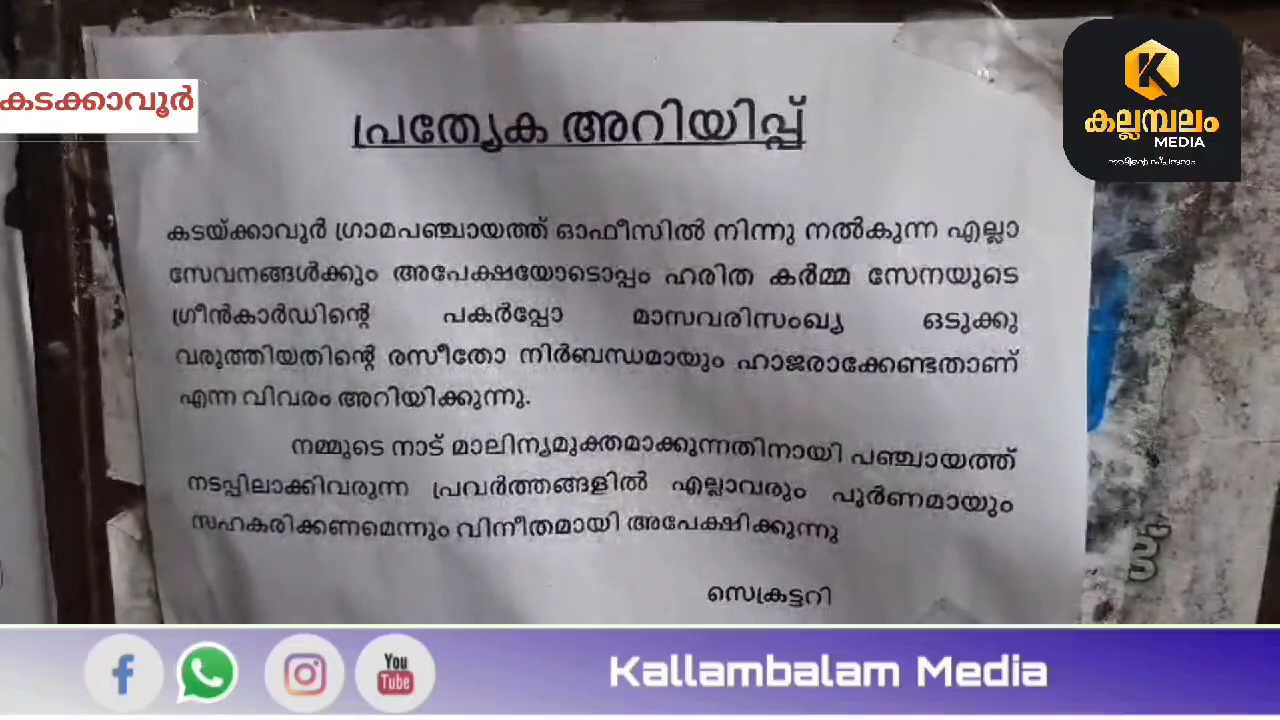 കടക്കാവൂർ
K
കല്ലമ്പലം
MEDIA
പ്രത്യേക അറിയിപ്പ്
കടയ്ക്കാവൂർ ഗ്രാമപഞ്ചായത്ത് ഓഫീസിൽ നിന്നു നൽകുന്ന എല്ലാ
സേവനങ്ങൾക്കും അപേക്ഷയോടൊപ്പം ഹരിത കർമ്മ സേനയുടെ
ഗ്രീൻകാർഡിന്റെ പകർപ്പോ മാസവരിസംഖ്യ ഒടുക്കു
വരുത്തിയതിന്റെ രസീതോ നിർബന്ധമായും ഹാജരാക്കേണ്ടതാണ്
എന്ന വിവരം അറിയിക്കുന്നു.
നമ്മുടെ നാട് മാലിന്യമുക്തമാക്കുന്നതിനായി പഞ്ചായത്ത്
നടപ്പിലാക്കിവരുന്ന പ്രവർത്തങ്ങളിൽ എല്ലാവരും പൂർണമായും
സഹകരിക്കണമെന്നും വിനീതമായി അപേക്ഷിക്കുന്നു
സെക്രട്ടറി
You
Tube
Kallambalam Media